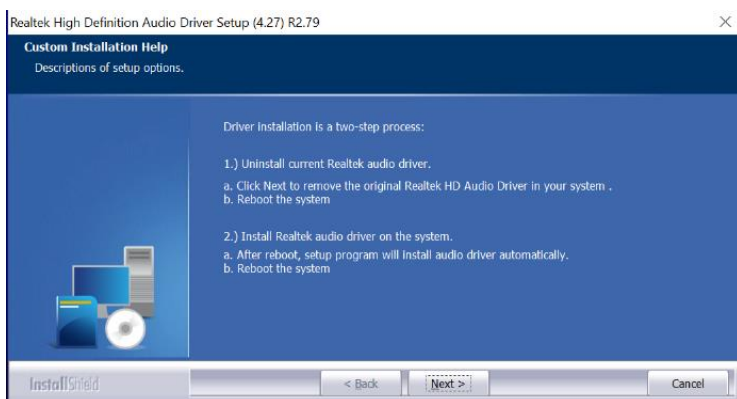 Realtek High Definition Audio Driver Setup (4.27) R2.79
Custom Installation Help
Descriptions of setup options.
Driver installation is a two-step process:
1.) Uninstall current Realtek audio driver.
a. Click Next to remove the original Realtek HD Audio Driver in your system .
b. Reboot the system
2.) Install Realtek audio driver on the system.
a. After reboot, setup program will install audio driver automatically.
b. Reboot the system
InstallShield
< Back
Next >
Cancel